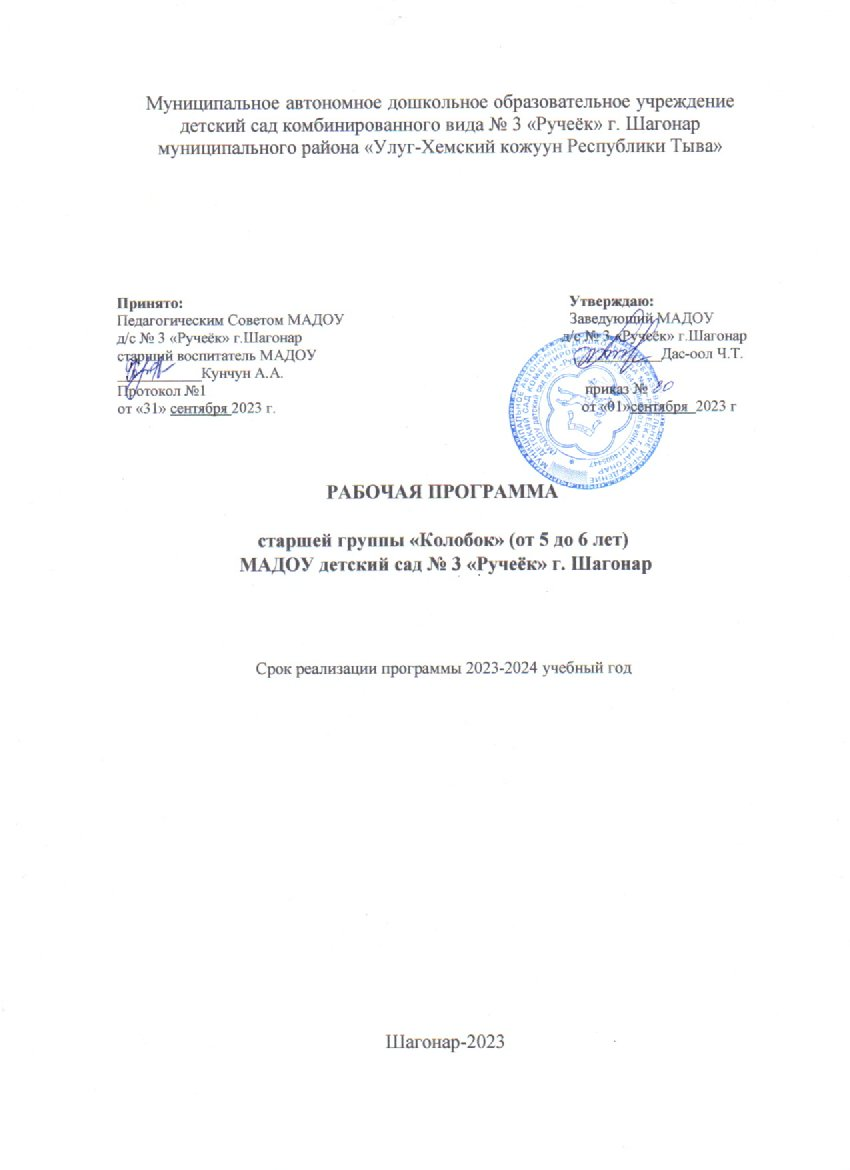 Муниципальное автономное дошкольное образовательное учреждение
детский сад комбинированного вида № 3 «Ручеёк» г. Шагонар
муниципального района «Улуг-Хемский кожуун Республики Тыва»
Принято:
Педагогическим Советом МАДОУ
д/с № 3 «Ручеёк» г.Шагонар
старший воспитатель МАДОУ
____________Кунчун А.А.
Протокол №1
от «31» сентября 2023 г.
Утверждаю:
Заведующий МАДОУ
д/с № 3 «Ручеёк» г.Шагонар
____________Дас-оол Ч.Т.
приказ №
от «01»сентября 2023 г
РАБОЧАЯ ПРОГРАММА
старшей группы «Колобок» (от 5 до 6 лет)
МАДОУ детский сад № 3 «Ручеёк» г. Шагонар
Срок реализации программы 2023-2024 учебный год
Шагонар-2023